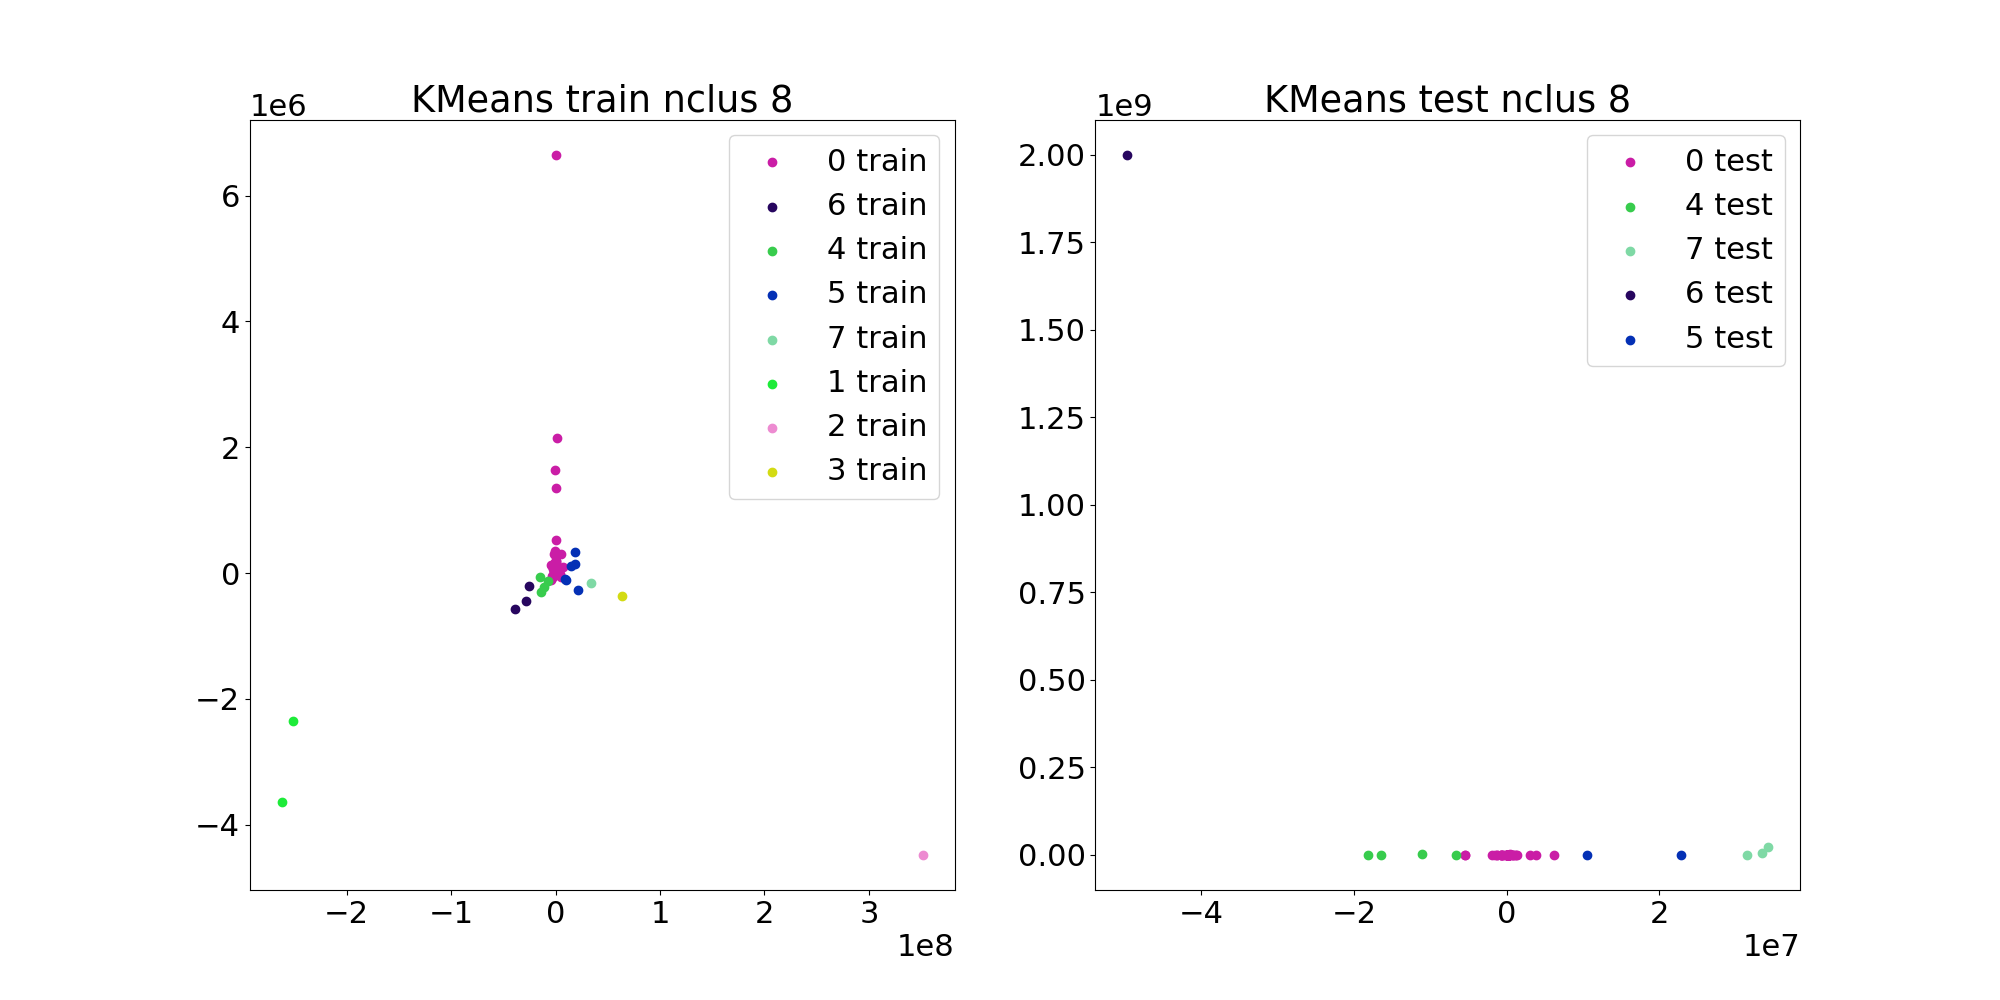 KMeans train nclus 8
1e6
6
4
2
0
−2
−4
−2
−1
0
1
2
3
1e8
0 train
6 train
4 train
5 train
7 train
1 train
2 train
3 train
KMeans test nclus 8
1e9
2.00
1.75
1.50
1.25
1.00
0.75
0.50
0.25
0.00
−4
−2
0
2
1e7
0 test
4 test
7 test
6 test
5 test